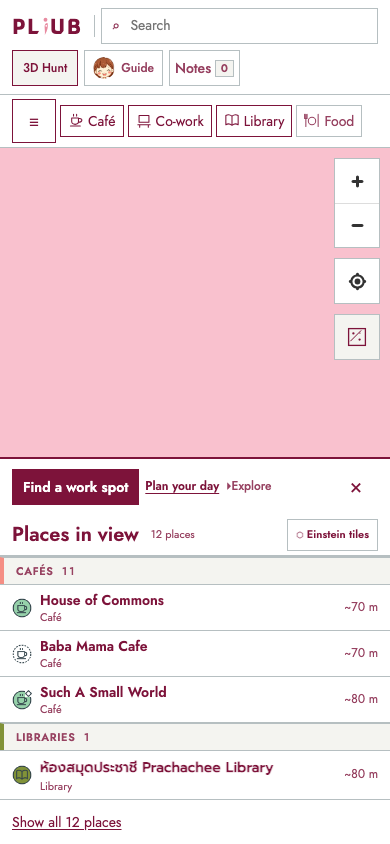 PLIUB
Search
3D Hunt
Guide
Notes 0
Café
Co-work
Library
Food
Find a work spot
Plan your day
Explore
Places in view
12 places
Einstein tiles
CAFÉS 11
House of Commons
~70 m
Café
Baba Mama Cafe
~70 m
Café
Such A Small World
~80 m
Café
LIBRARIES 1
ห้องสมุดประชาชี Prachachee Library
~80 m
Library
Show all 12 places